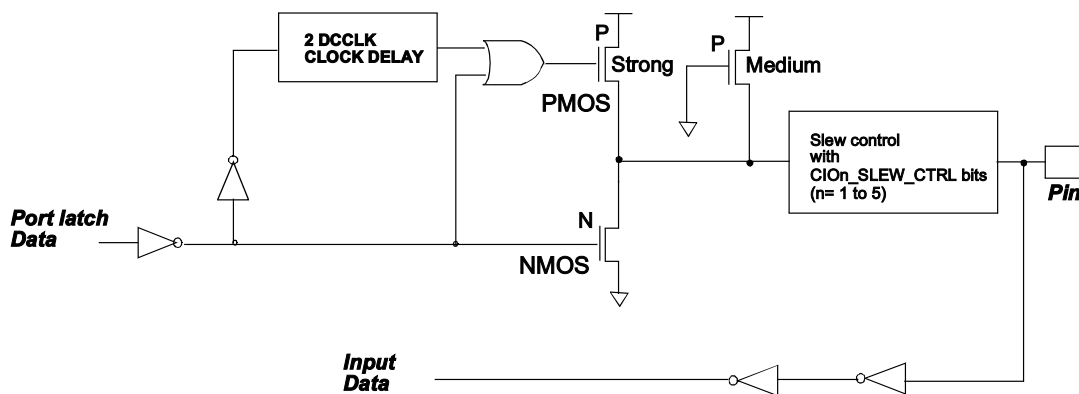 2 DCCLK
CLOCK DELAY
P
Strong
PMOS
P
Medium
Slew control
with
CIOn_SLEW_CTRL bits
(n= 1 to 5)
Pin
Port latch
Data
N
NMOS
Input
Data